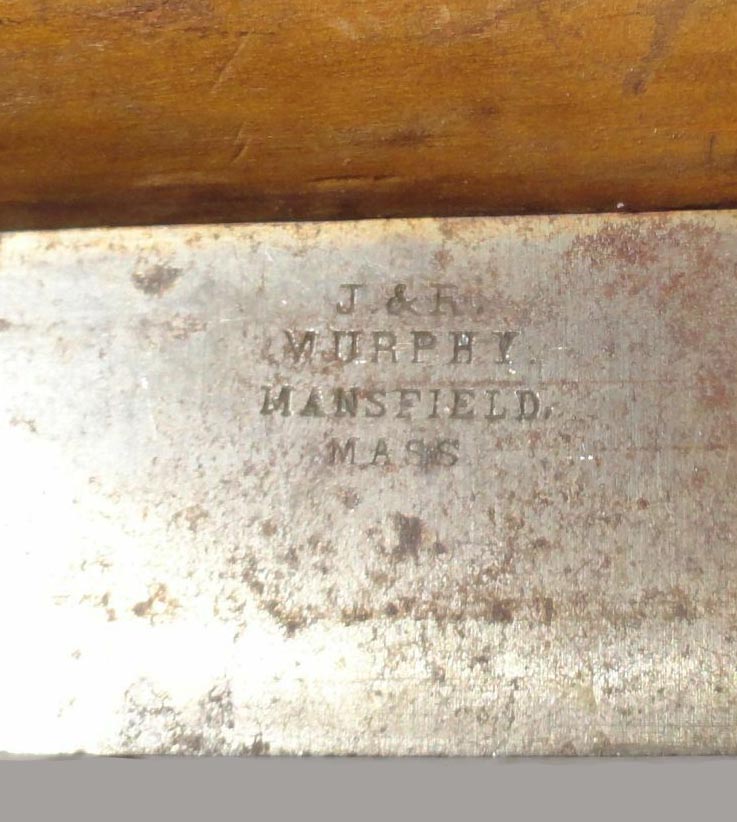 J. & R.
MURPHY.
MANSFIELD.
MASS